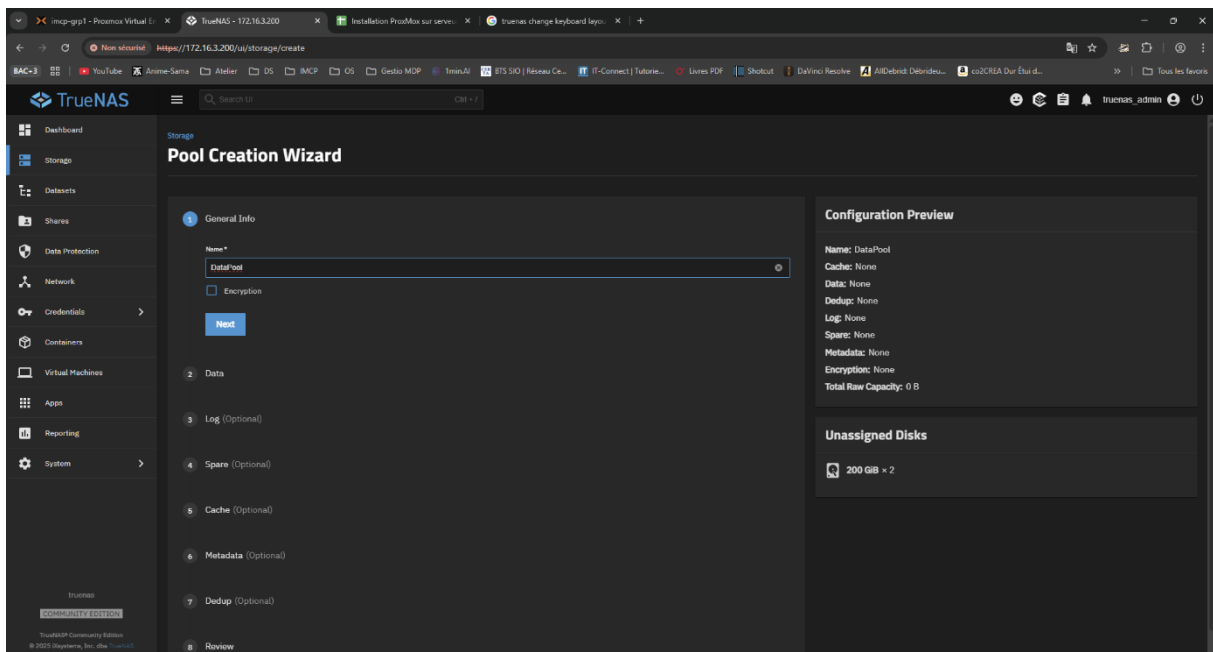 imcp-grp1 - Proxmox Virtual En
TrueNAS - 172.16.3.200
Installation ProxMox sur serveu
truenas change keyboard layou
Non sécurisé
https://172.16.3.200/ui/storage/create
BAC+3
YouTube
Anime-Sama
Atelier
DS
IMCP
OS
Gestio MDP
1min.AI
BTS SIO | Réseau Ce...
IT-Connect | Tutorie...
Livres PDF
Shotcut
DaVinci Resolve
AllDebrid: Débrideu...
co2CREA Dur Étui d...
Tous les favoris
TrueNAS
Search UI
Ctrl + /
truenas_admin
Dashboard
Storage
Datasets
Shares
Data Protection
Network
Credentials
Containers
Virtual Machines
Apps
Reporting
System
truenas
COMMUNITY EDITION
TrueNAS® Community Edition
© 2025 iXsystems, Inc. dba TrueNAS
Storage
Pool Creation Wizard
1 General Info
Name *
DataPool
Encryption
Next
2 Data
3 Log (Optional)
4 Spare (Optional)
5 Cache (Optional)
6 Metadata (Optional)
7 Dedup (Optional)
8 Review
Configuration Preview
Name: DataPool
Cache: None
Data: None
Dedup: None
Log: None
Spare: None
Metadata: None
Encryption: None
Total Raw Capacity: 0 B
Unassigned Disks
200 GiB × 2